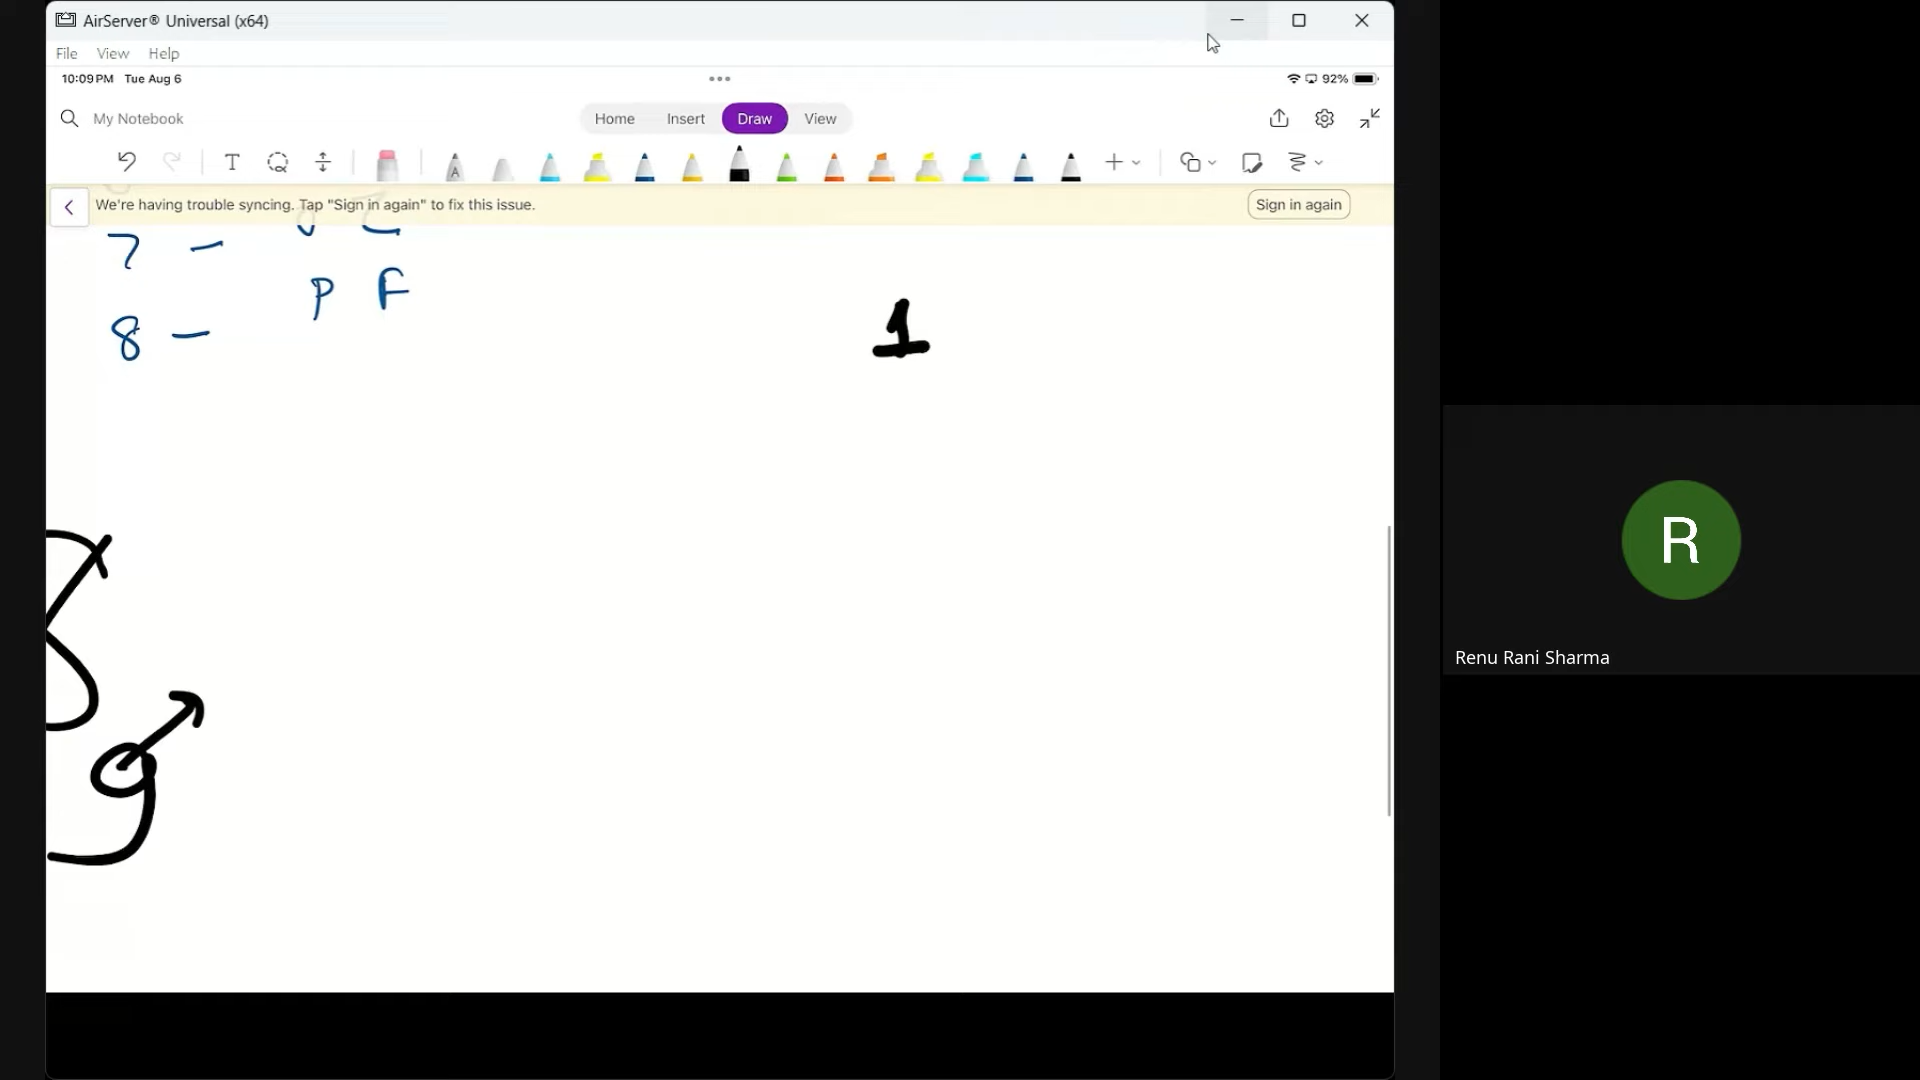 AirServer® Universal (x64)
File View Help
10:09 PM Tue Aug 6 92%
My Notebook Home Insert Draw View
T A
We're having trouble syncing. Tap "Sign in again" to fix this issue. Sign in again
7 -
P F
8 -
1
R
Renu Rani Sharma